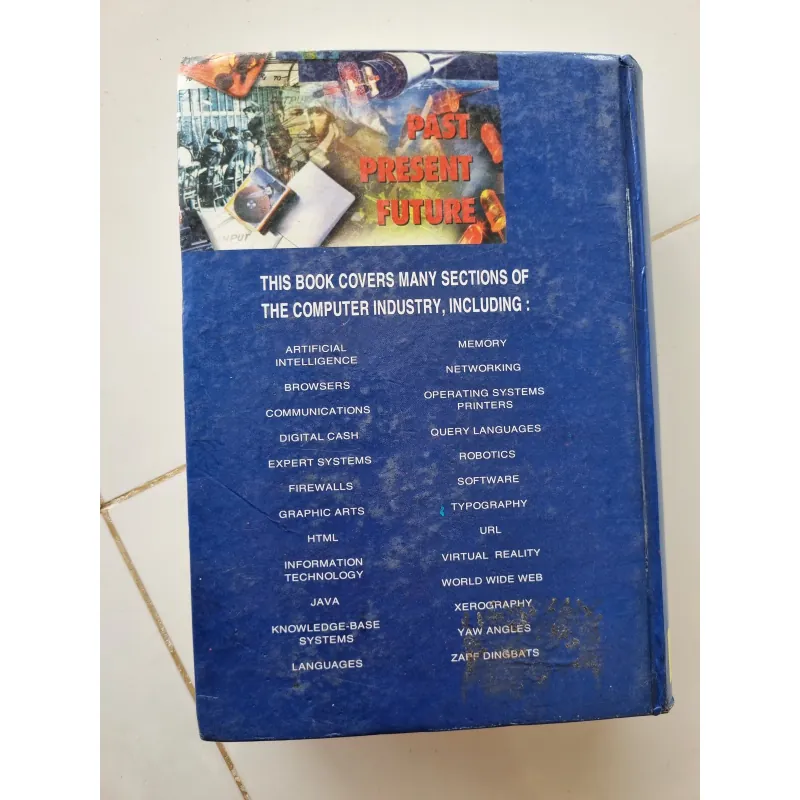 PAST
PRESENT
FUTURE
THIS BOOK COVERS MANY SECTIONS OF
THE COMPUTER INDUSTRY, INCLUDING :
ARTIFICIAL
INTELLIGENCE
BROWSERS
COMMUNICATIONS
DIGITAL CASH
EXPERT SYSTEMS
FIREWALLS
GRAPHIC ARTS
HTML
INFORMATION
TECHNOLOGY
JAVA
KNOWLEDGE-BASE
SYSTEMS
LANGUAGES
MEMORY
NETWORKING
OPERATING SYSTEMS
PRINTERS
QUERY LANGUAGES
ROBOTICS
SOFTWARE
TYPOGRAPHY
URL
VIRTUAL REALITY
WORLD WIDE WEB
XEROGRAPHY
YAW ANGLES
ZAPF DINGBATS